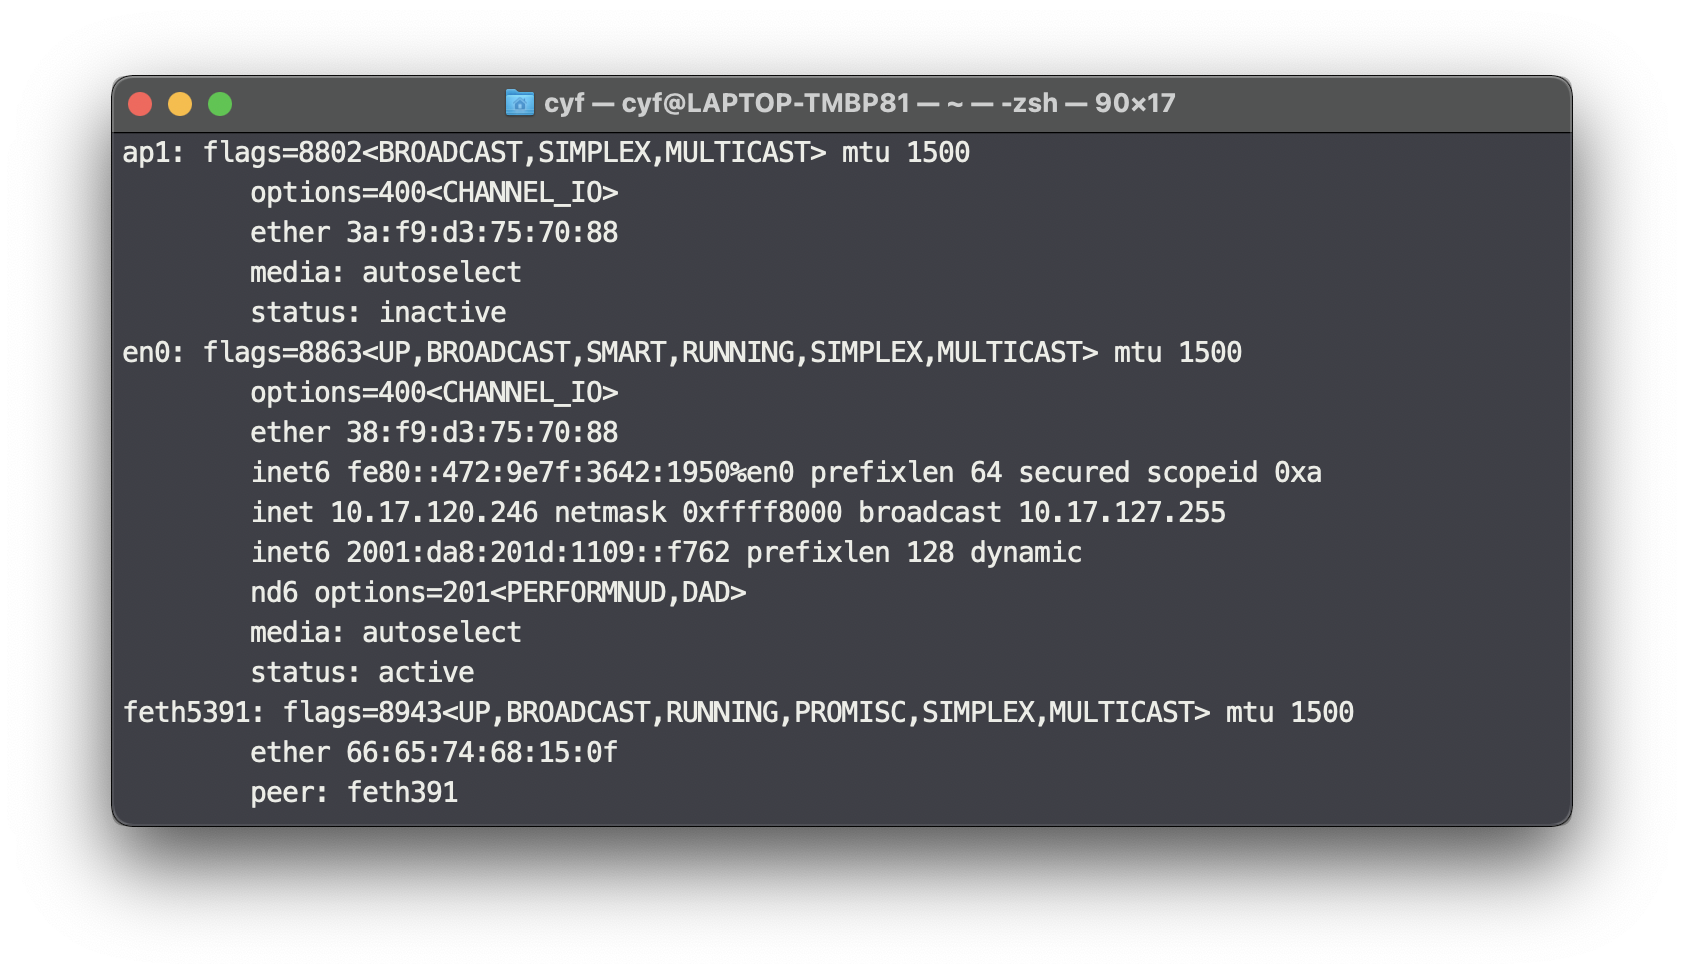 cyf — cyf@LAPTOP-TMBP81 — ~ — -zsh — 90×17
ap1: flags=8802<BROADCAST,SIMPLEX,MULTICAST> mtu 1500
options=400<CHANNEL_IO>
ether 3a:f9:d3:75:70:88
media: autoselect
status: inactive
en0: flags=8863<UP,BROADCAST,SMART,RUNNING,SIMPLEX,MULTICAST> mtu 1500
options=400<CHANNEL_IO>
ether 38:f9:d3:75:70:88
inet6 fe80::472:9e7f:3642:1950%en0 prefixlen 64 secured scopeid 0xa
inet 10.17.120.246 netmask 0xffff8000 broadcast 10.17.127.255
inet6 2001:da8:201d:1109::f762 prefixlen 128 dynamic
nd6 options=201<PERFORMNUD,DAD>
media: autoselect
status: active
feth5391: flags=8943<UP,BROADCAST,RUNNING,PROMISC,SIMPLEX,MULTICAST> mtu 1500
ether 66:65:74:68:15:0f
peer: feth391